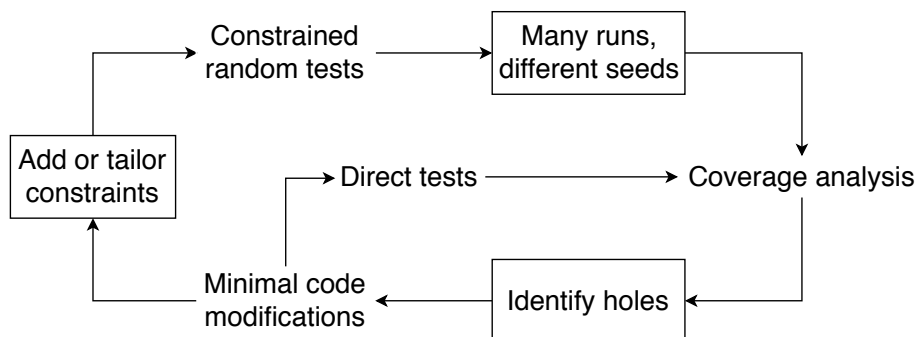 Constrained
random tests
Many runs,
different seeds
Add or tailor
constraints
Direct tests
Coverage analysis
Minimal code
modifications
Identify holes